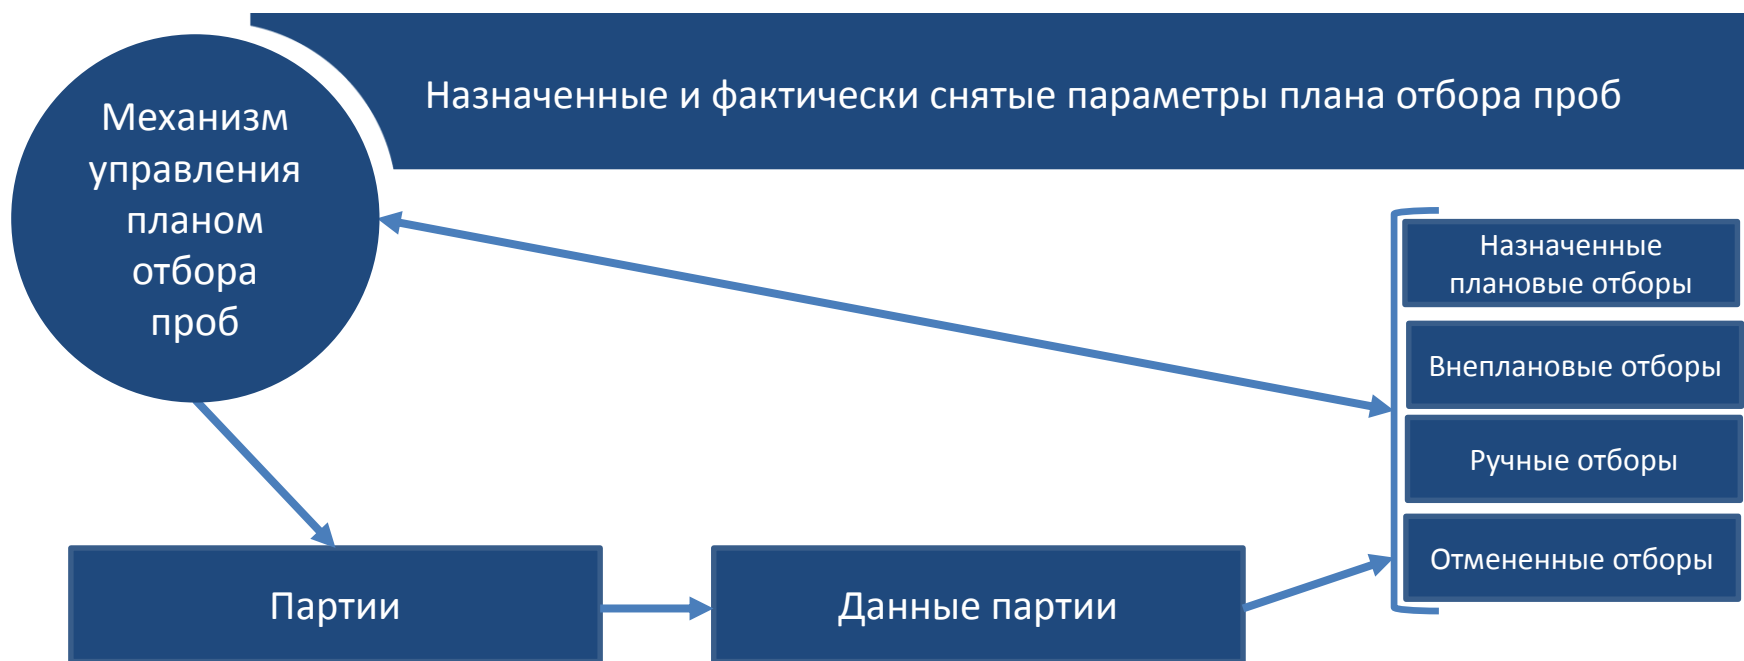 Назначенные и фактически снятые параметры плана отбора проб
Механизм
управления
планом
отбора
проб
Назначенные
плановые отборы
Внеплановые отборы
Ручные отборы
Отмененные отборы
Партии
Данные партии